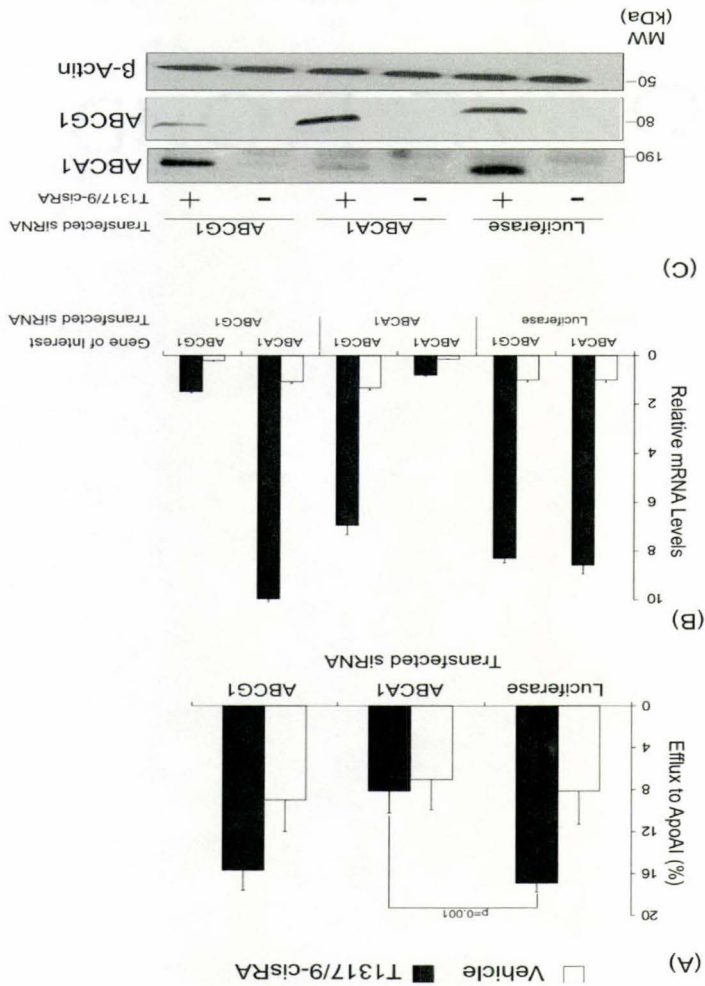 (A)
Vehicle T1317/9-cisRA
Efflux to ApoAI (%)
20
16
12
8
4
0
p=0.001
Luciferase ABCA1 ABCG1
Transfected siRNA
(B)
Relative mRNA Levels
10
8
6
4
2
0
ABCA1 ABCG1 ABCA1 ABCG1 ABCA1 ABCG1 Gene of Interest
Luciferase ABCA1 ABCG1 Transfected siRNA
(C)
Luciferase ABCA1 ABCG1 Transfected siRNA
- + - + - + T1317/9-cisRA
190 ABCA1
80 ABCG1
50 β-Actin
MW
(kDa)